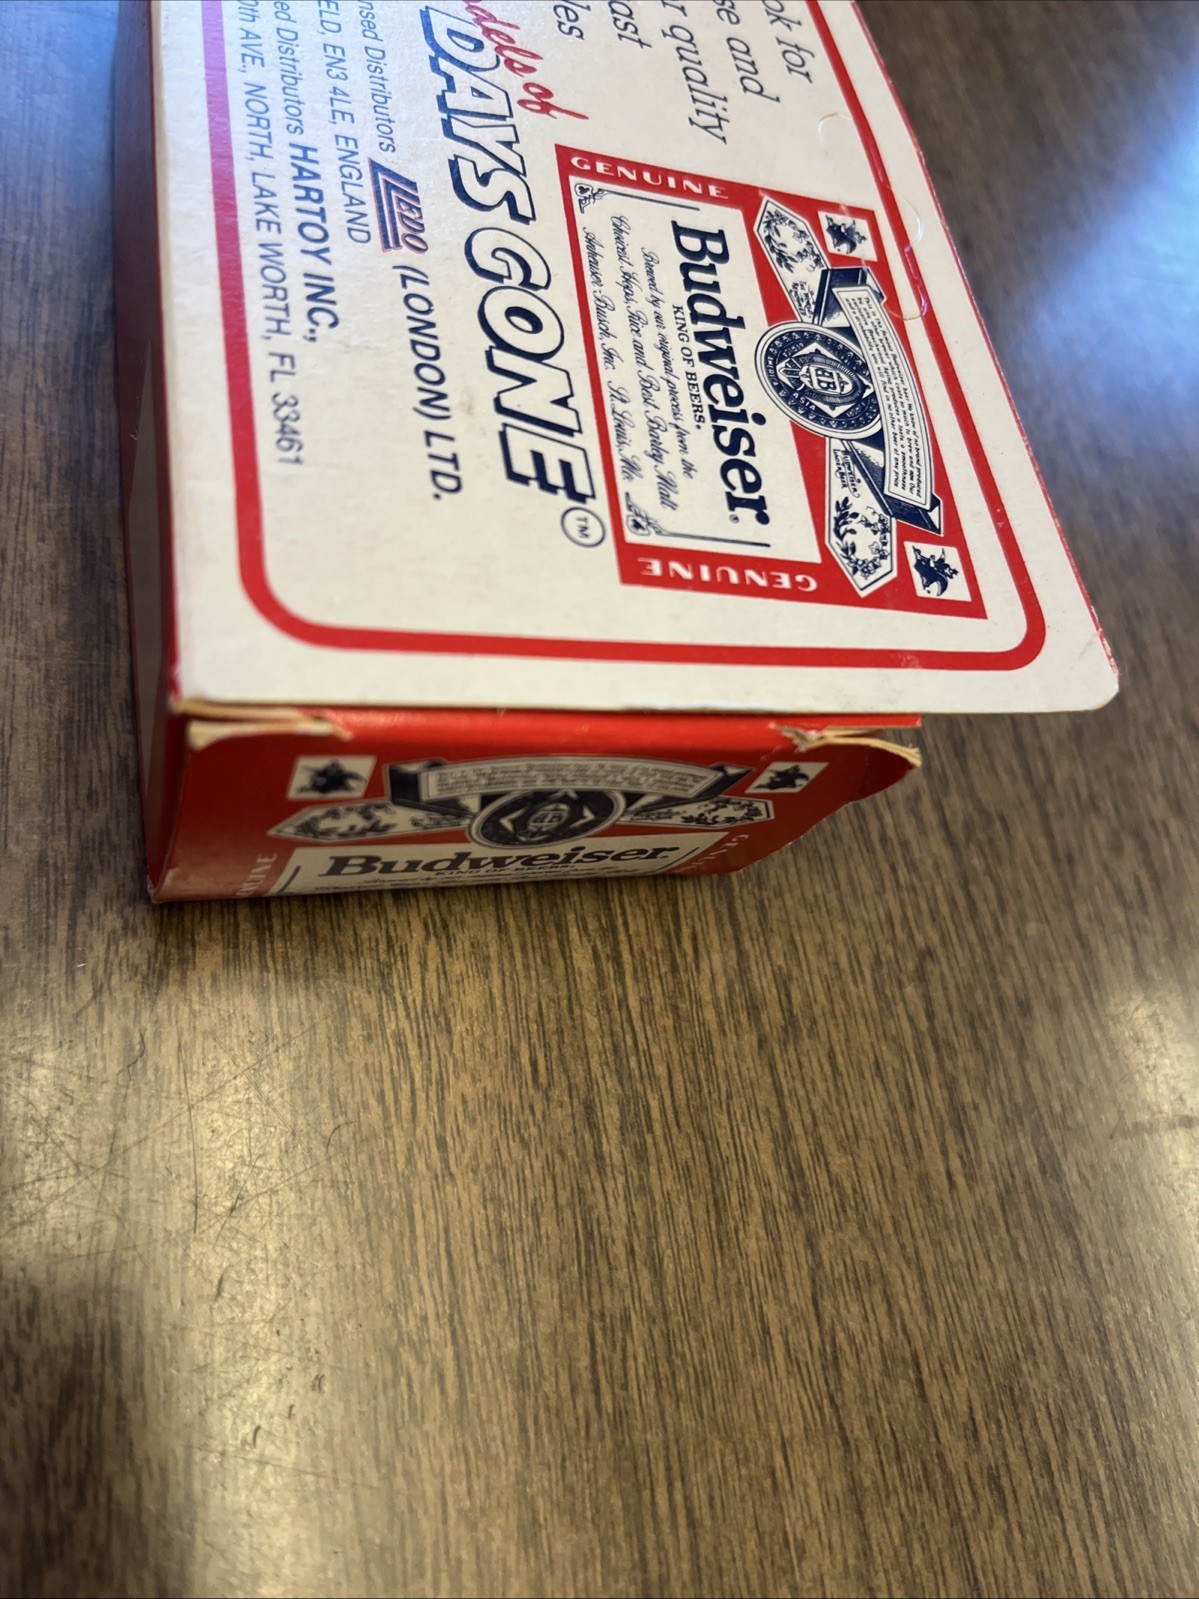 ok for
se and
r quality
ast
les
dels of
DAYS GONE
TM
GENUINE
Budweiser
KING OF BEERS.
Brewed by our original process from the
Choicest Hops, Rice and Best Barley Malt
Anheuser-Busch, Inc. St. Louis, Mo.
GENUINE
nsed Distributors LLEDO (LONDON) LTD.
ELD, EN3 4LE, ENGLAND
ed Distributors HARTOY INC.,
0th AVE., NORTH, LAKE WORTH, FL 33461
Budweiser
KING OF BEERS.